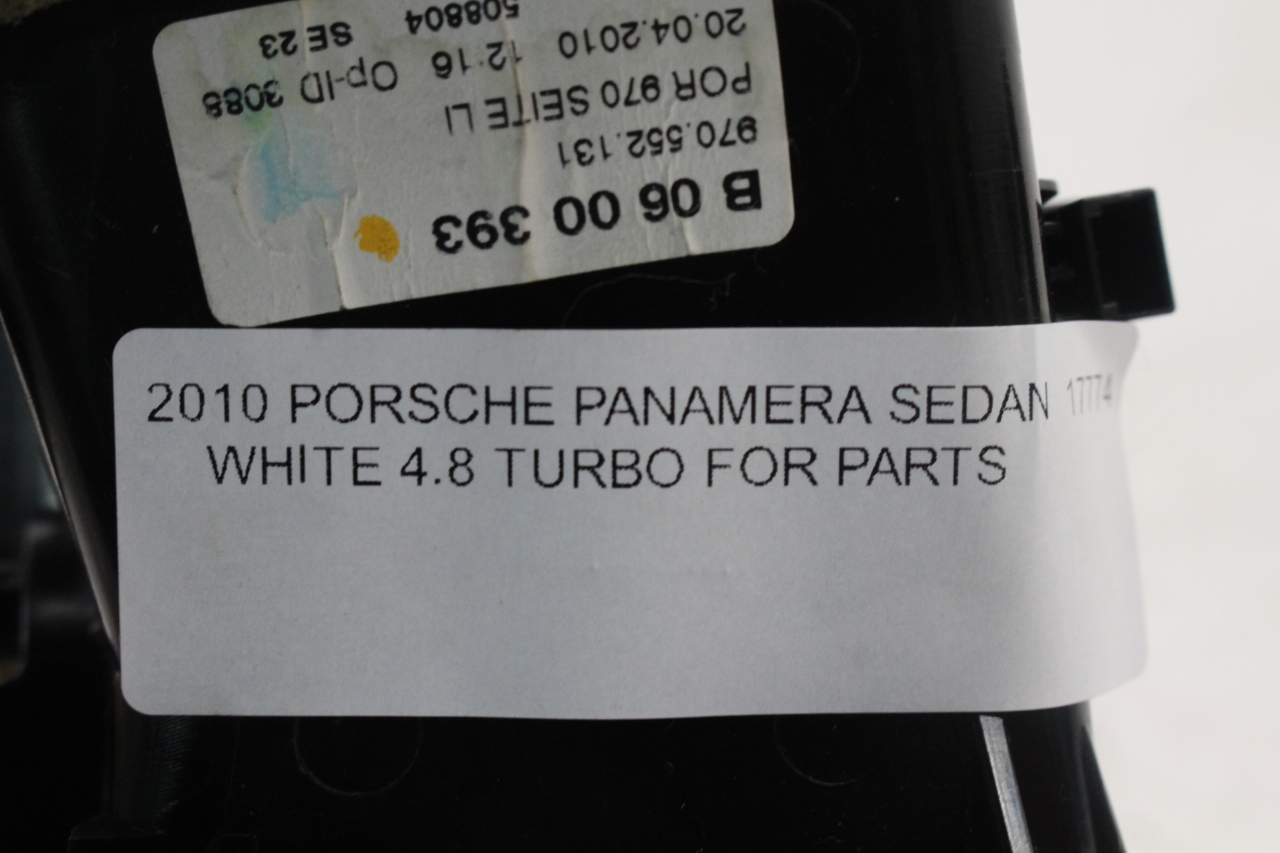 B 06 00 393
970.552.131
POR 970 SEITE LI
20.04.2010 12:16 Op-ID 3088
508804 SE 23
2010 PORSCHE PANAMERA SEDAN
WHITE 4.8 TURBO FOR PARTS